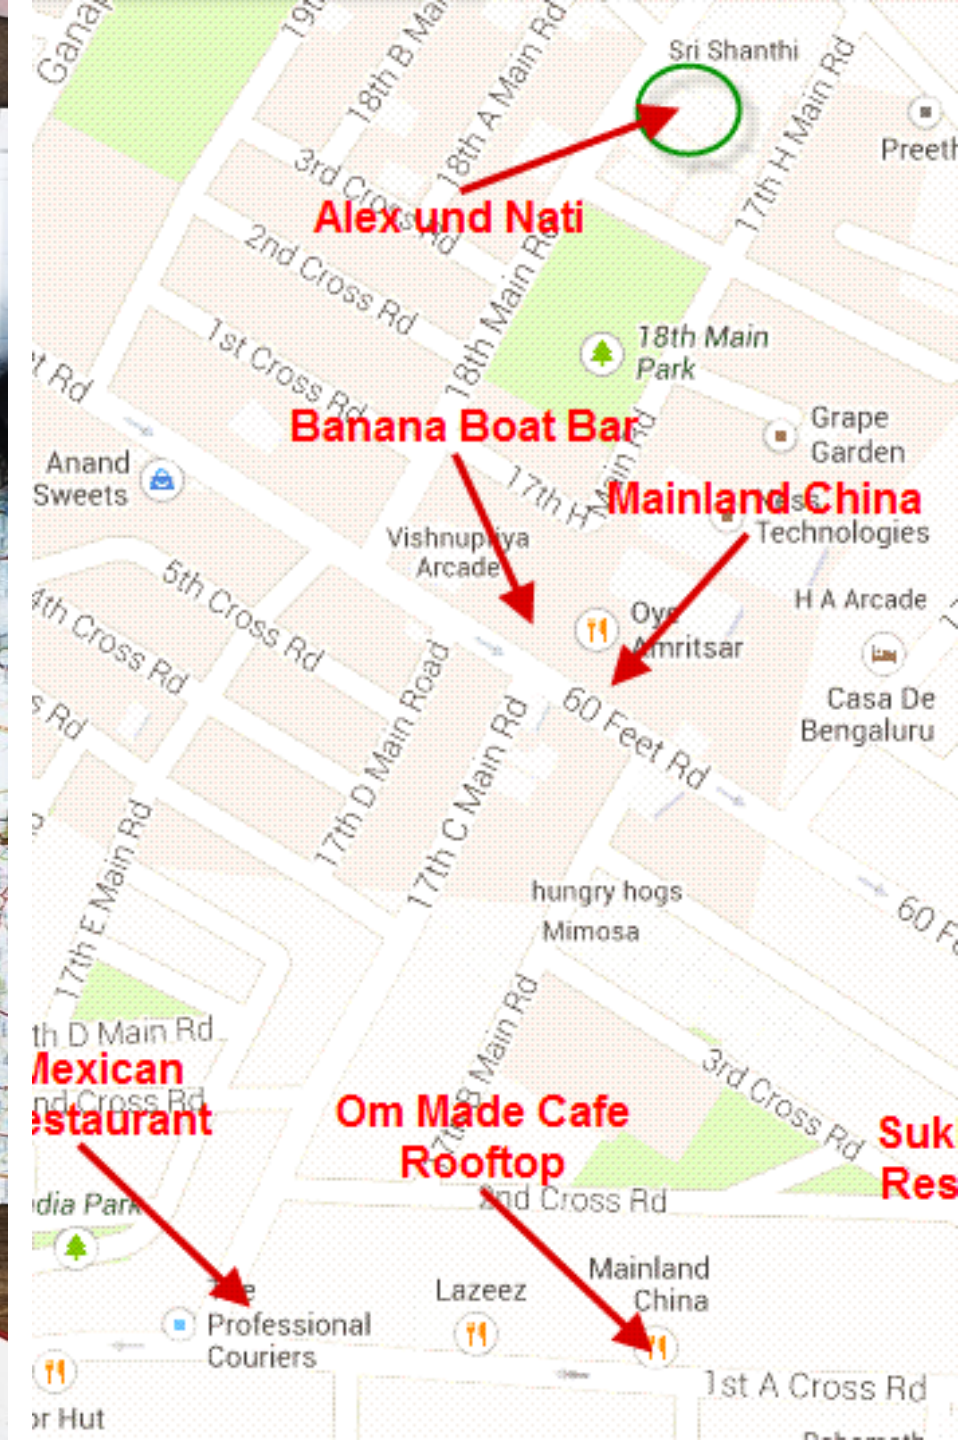 Sri Shanthi
18th B
18th A Main Rd
17th H Main Rd
3rd Cross Rd
Alex und Nati
2nd Cross Rd
18th Main Rd
1st Cross Rd
18th Main
Park
Banana Boat Bar
Grape
Garden
Anand
Sweets
17th H
Main Rd
Mainland China
Technologies
Vishnupriya
Arcade
5th Cross Rd
4th Cross Rd
H A Arcade
Oye
Amritsar
Casa De
Bengaluru
60 Feet Rd
17th D Main Road
17th C Main Rd
17th E Main Rd
hungry hogs
Mimosa
60
17th B Main Rd
th D Main Rd
Mexican
nd Cross Rd
estaurant
3rd Cross Rd
Om Made Cafe
Rooftop
Suk
Res
2nd Cross Rd
dia Park
The
Professional
Couriers
Lazeez
Mainland
China
1st A Cross Rd
or Hut